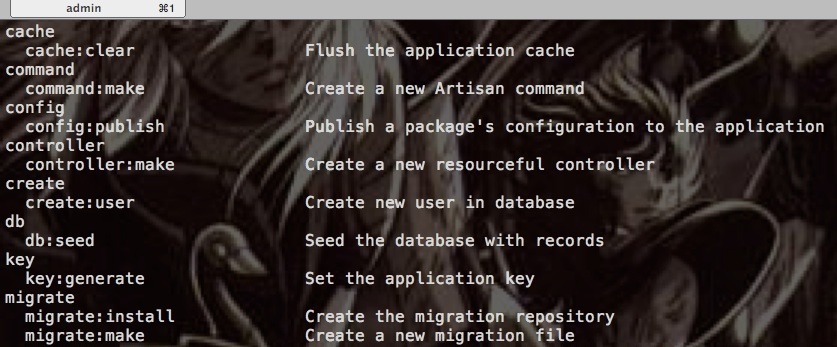 admin ⌘1
cache
cache:clear Flush the application cache
command
command:make Create a new Artisan command
config
config:publish Publish a package's configuration to the application
controller
controller:make Create a new resourceful controller
create
create:user Create new user in database
db
db:seed Seed the database with records
key
key:generate Set the application key
migrate
migrate:install Create the migration repository
migrate:make Create a new migration file